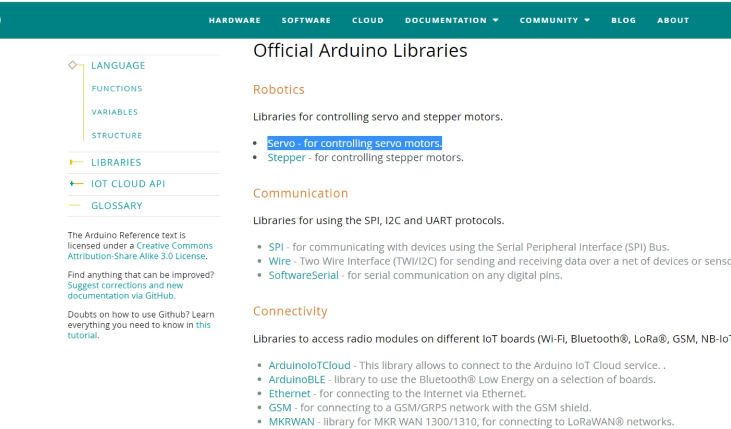 HARDWARE SOFTWARE CLOUD DOCUMENTATION COMMUNITY BLOG ABOUT
LANGUAGE
FUNCTIONS
VARIABLES
STRUCTURE
LIBRARIES
IOT CLOUD API
GLOSSARY
The Arduino Reference text is
licensed under a Creative Commons
Attribution-Share Alike 3.0 License.
Find anything that can be improved?
Suggest corrections and new
documentation via GitHub.
Doubts on how to use Github? Learn
everything you need to know in this
tutorial.
Official Arduino Libraries
Robotics
Libraries for controlling servo and stepper motors.
Servo - for controlling servo motors.
Stepper - for controlling stepper motors.
Communication
Libraries for using the SPI, I2C and UART protocols.
SPI - for communicating with devices using the Serial Peripheral Interface (SPI) Bus.
Wire - Two Wire Interface (TWI/I2C) for sending and receiving data over a net of devices or
SoftwareSerial - for serial communication on any digital pins.
Connectivity
Libraries to access radio modules on different IoT boards (Wi-Fi, Bluetooth®, LoRa®, GSM,
ArduinoIoTCloud - This library allows to connect to the Arduino IoT Cloud service. .
ArduinoBLE - library to use the Bluetooth® Low Energy on a selection of boards.
Ethernet - for connecting to the Internet via Ethernet.
GSM - for connecting to a GSM/GRPS network with the GSM shield.
MKRWAN - library for MKR WAN 1300/1310, for connecting to LoRaWAN® networks.